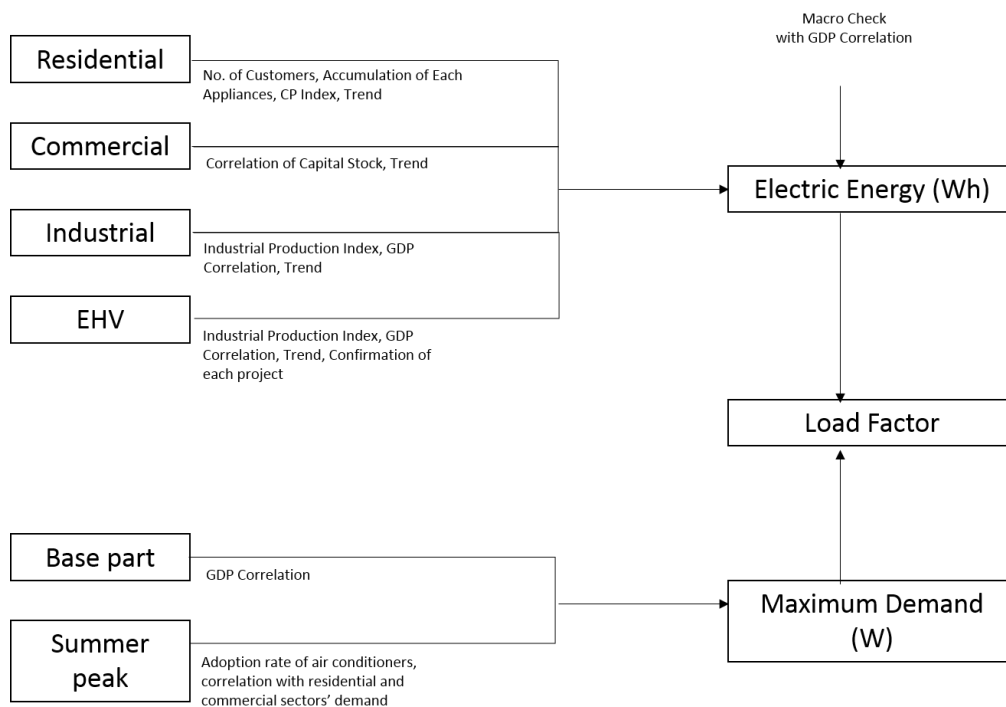 Macro Check
with GDP Correlation
Residential
No. of Customers, Accumulation of Each
Appliances, CP Index, Trend
Commercial
Correlation of Capital Stock, Trend
Electric Energy (Wh)
Industrial
Industrial Production Index, GDP
Correlation, Trend
EHV
Industrial Production Index, GDP
Correlation, Trend, Confirmation of
each project
Load Factor
Base part
GDP Correlation
Maximum Demand
(W)
Summer
peak
Adoption rate of air conditioners,
correlation with residential and
commercial sectors’ demand